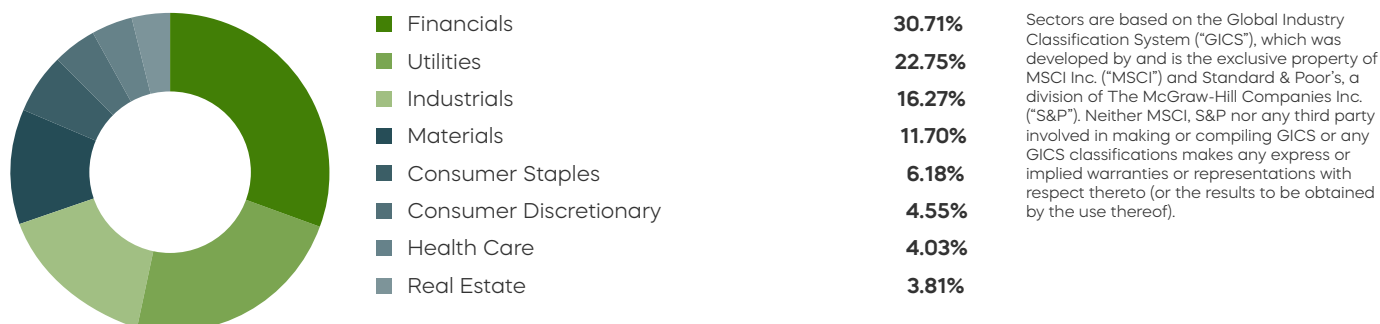 Financials 30.71%
Utilities 22.75%
Industrials 16.27%
Materials 11.70%
Consumer Staples 6.18%
Consumer Discretionary 4.55%
Health Care 4.03%
Real Estate 3.81%
Sectors are based on the Global Industry
Classification System (“GICS”), which was
developed by and is the exclusive property of
MSCI Inc. (“MSCI”) and Standard & Poor’s, a
division of The McGraw-Hill Companies Inc.
(“S&P”). Neither MSCI, S&P nor any third party
involved in making or compiling GICS or any
GICS classifications makes any express or
implied warranties or representations with
respect thereto (or the results to be obtained
by the use thereof).